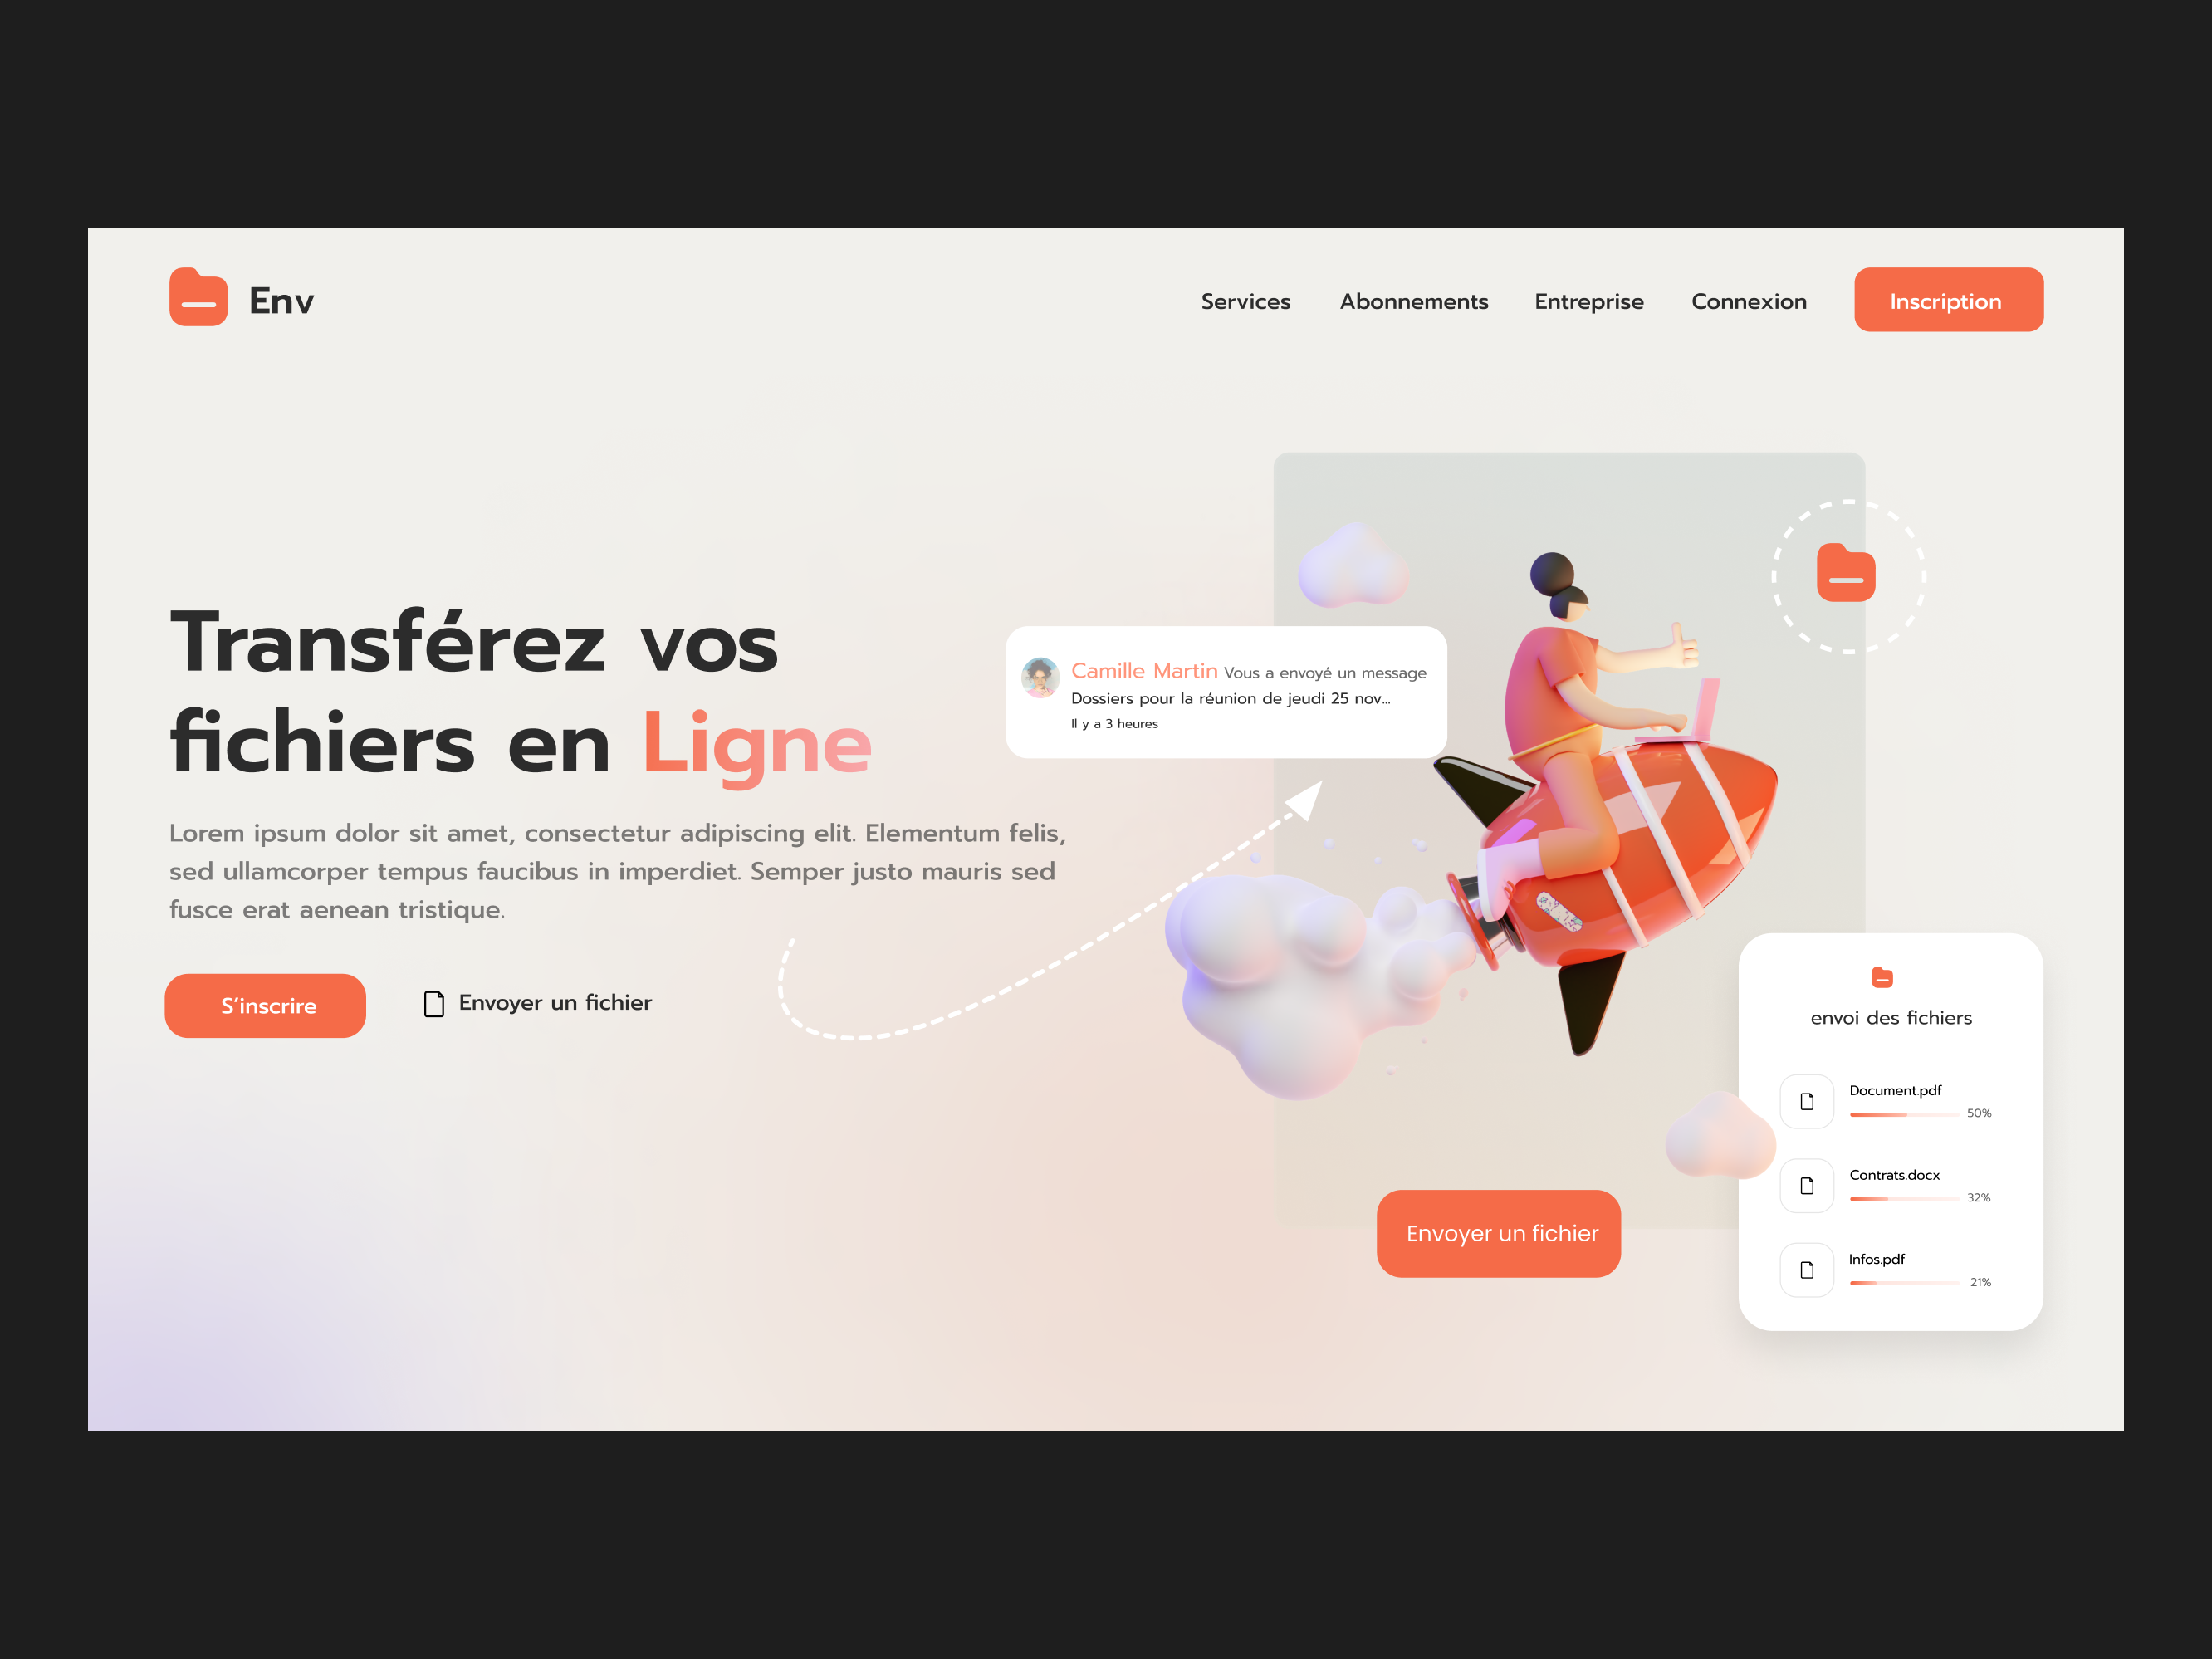 Env
Services
Abonnements
Entreprise
Connexion
Inscription
Transférez vos
fichiers en Ligne
Lorem ipsum dolor sit amet, consectetur adipiscing elit. Elementum felis,
sed ullamcorper tempus faucibus in imperdiet. Semper justo mauris sed
fusce erat aenean tristique.
S’inscrire
Envoyer un fichier
Camille Martin Vous a envoyé un message
Dossiers pour la réunion de jeudi 25 nov...
Il y a 3 heures
envoi des fichiers
Document.pdf
50%
Contrats.docx
32%
Infos.pdf
21%
Envoyer un fichier